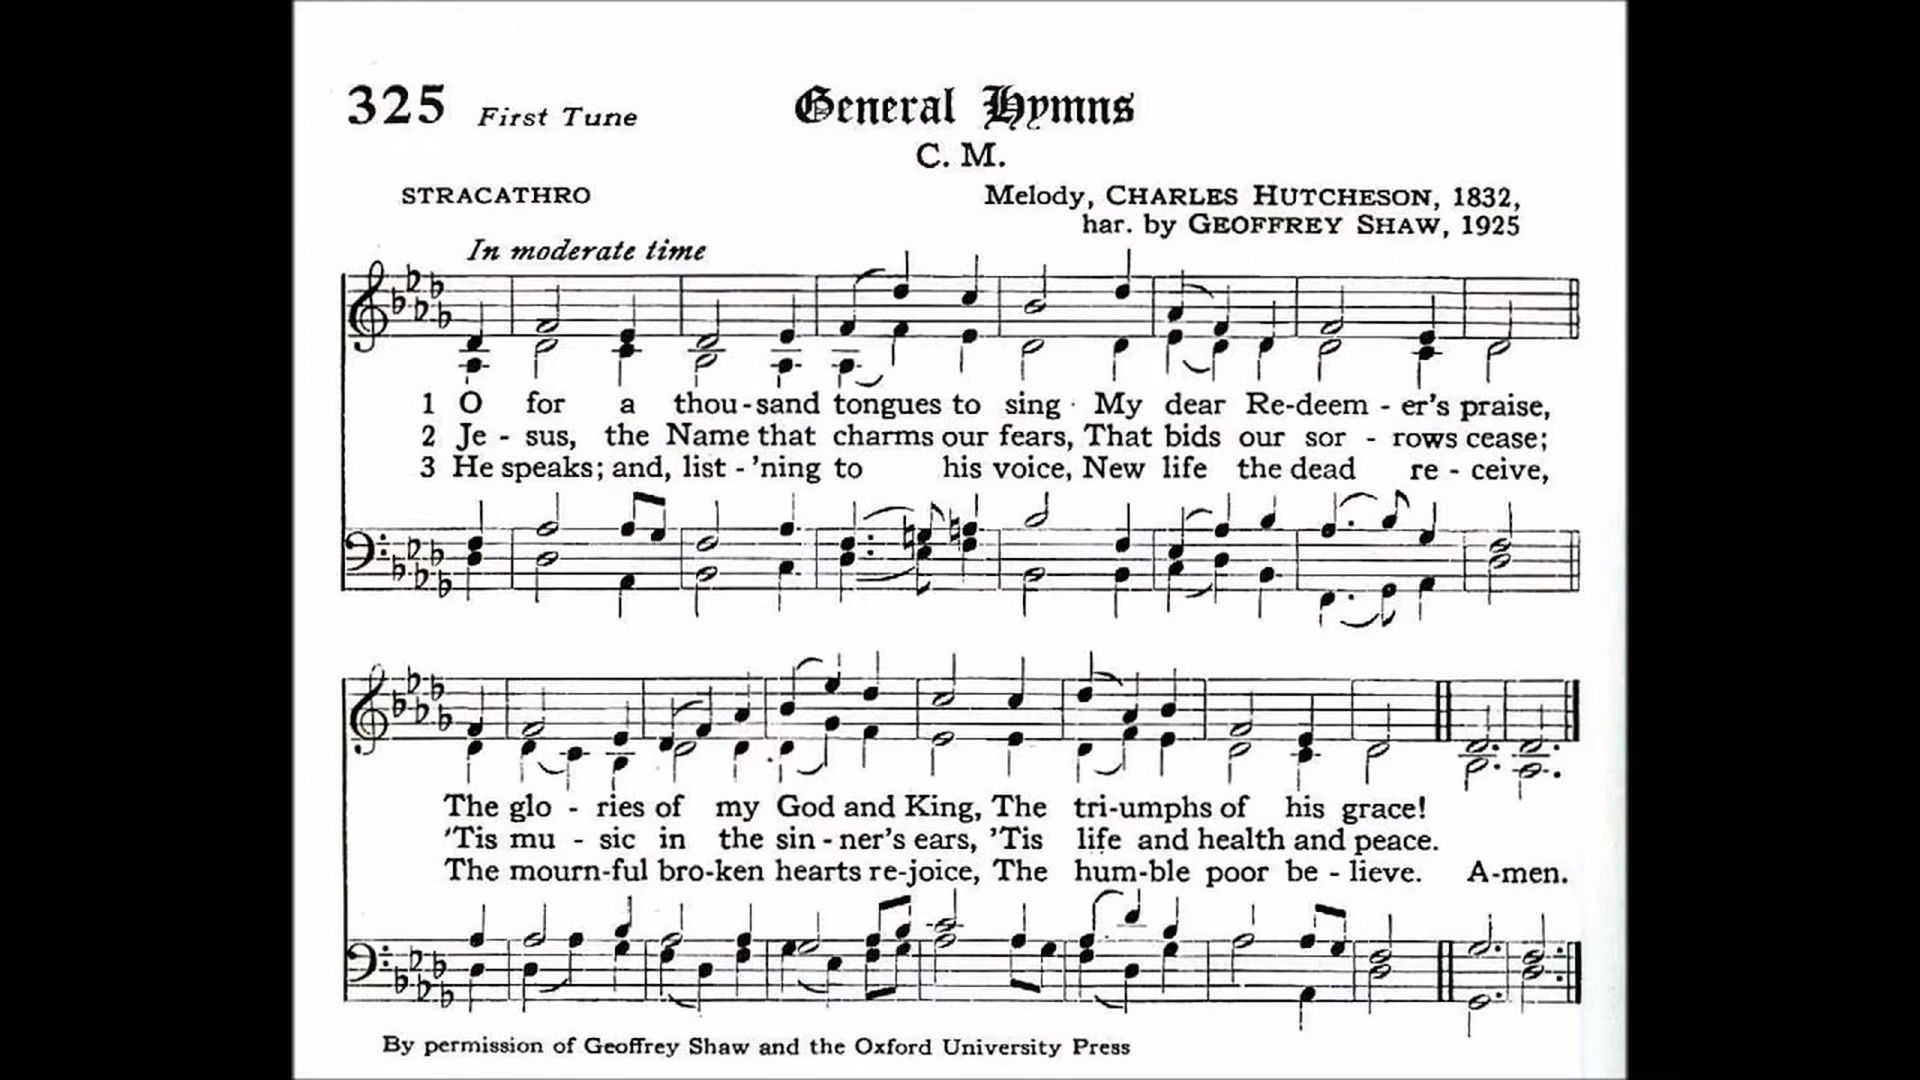 325 First Tune General Hymns
C. M.
STRACATHRO Melody, CHARLES HUTCHESON, 1832,
har. by GEOFFREY SHAW, 1925
In moderate time
1 O for a thou-sand tongues to sing My dear Re-deem - er's praise,
2 Je - sus, the Name that charms our fears, That bids our sor - rows cease;
3 He speaks; and, list - 'ning to his voice, New life the dead re - ceive,
The glo - ries of my God and King, The tri-umphs of his grace!
'Tis mu - sic in the sin - ner's ears, 'Tis life and health and peace.
The mourn-ful bro-ken hearts re-joice, The hum-ble poor be - lieve. A-men.
By permission of Geoffrey Shaw and the Oxford University Press